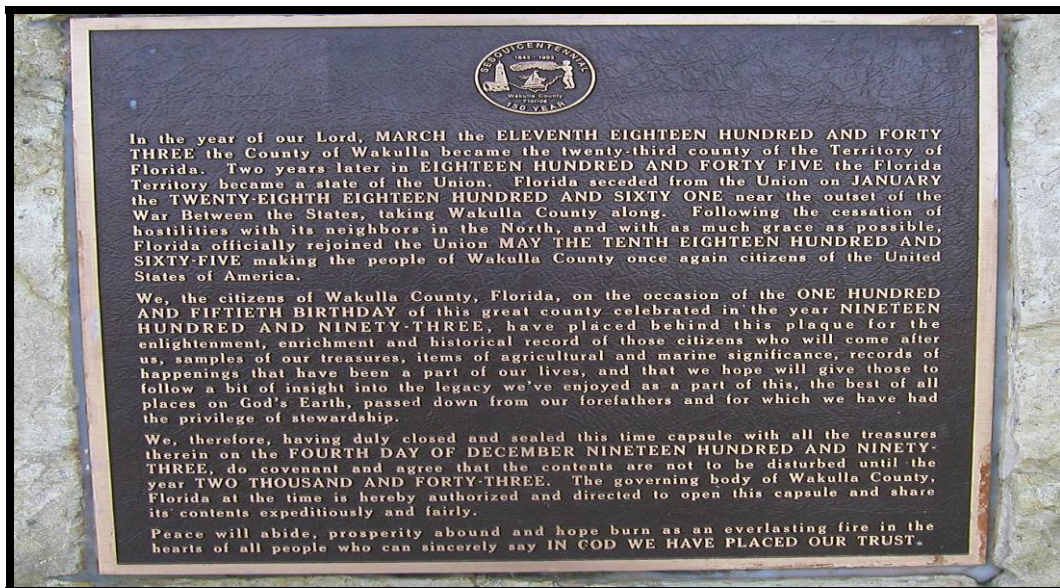 SESQUICENTENNIAL
1843 - 1993
Wakulla County
Florida
150 YEAR
In the year of our Lord, MARCH the ELEVENTH EIGHTEEN HUNDRED AND FORTY
THREE the County of Wakulla became the twenty-third county of the Territory of
Florida. Two years later in EIGHTEEN HUNDRED AND FORTY FIVE the Florida
Territory became a state of the Union. Florida seceded from the Union on JANUARY
the TWENTY-EIGHTH EIGHTEEN HUNDRED AND SIXTY ONE near the outset of the
War Between the States, taking Wakulla County along. Following the cessation of
hostilities with its neighbors in the North, and with as much grace as possible,
Florida officially rejoined the Union MAY THE TENTH EIGHTEEN HUNDRED AND
SIXTY-FIVE making the people of Wakulla County once again citizens of the United
States of America.
We, the citizens of Wakulla County, Florida, on the occasion of the ONE HUNDRED
AND FIFTIETH BIRTHDAY of this great county celebrated in the year NINETEEN
HUNDRED AND NINETY-THREE, have placed behind this plaque for the
enlightenment, enrichment and historical record of those citizens who will come after
us, samples of our treasures, items of agricultural and marine significance, records of
happenings that have been a part of our lives, and that we hope will give those to
follow a bit of insight into the legacy we've enjoyed as a part of this, the best of all
places on God's Earth, passed down from our forefathers and for which we have had
the privilege of stewardship.
We, therefore, having duly closed and sealed this time capsule with all the treasures
therein on the FOURTH DAY OF DECEMBER NINETEEN HUNDRED AND NINETY-
THREE, do covenant and agree that the contents are not to be disturbed until the
year TWO THOUSAND AND FORTY-THREE. The governing body of Wakulla County,
Florida at the time is hereby authorized and directed to open this capsule and share
its contents expeditiously and fairly.
Peace will abide, prosperity abound and hope burn as an everlasting fire in the
hearts of all people who can sincerely say IN GOD WE HAVE PLACED OUR TRUST.